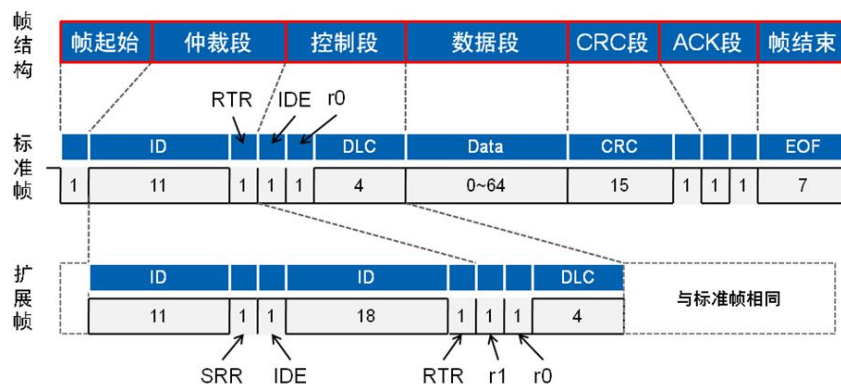 帧结构
帧起始 仲裁段 控制段 数据段 CRC段 ACK段 帧结束
RTR IDE r0
标准帧
ID DLC Data CRC EOF
1 11 1 1 1 4 0~64 15 1 1 1 7
扩展帧
ID ID DLC
11 1 1 18 1 1 1 4 与标准帧相同
SRR IDE RTR r1 r0